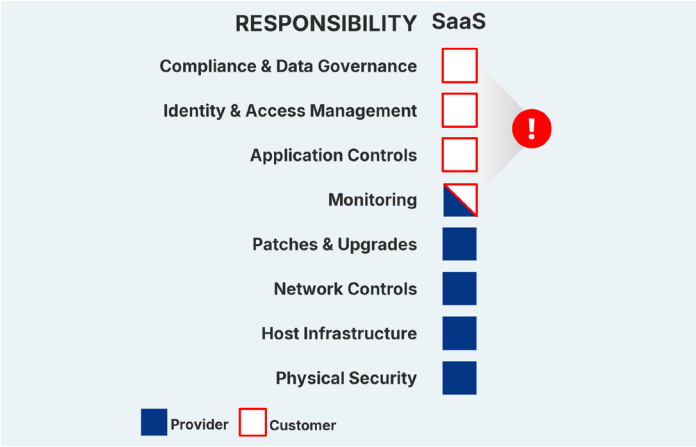 RESPONSIBILITY SaaS
Compliance & Data Governance
Identity & Access Management
Application Controls
!
Monitoring
Patches & Upgrades
Network Controls
Host Infrastructure
Physical Security
Provider Customer